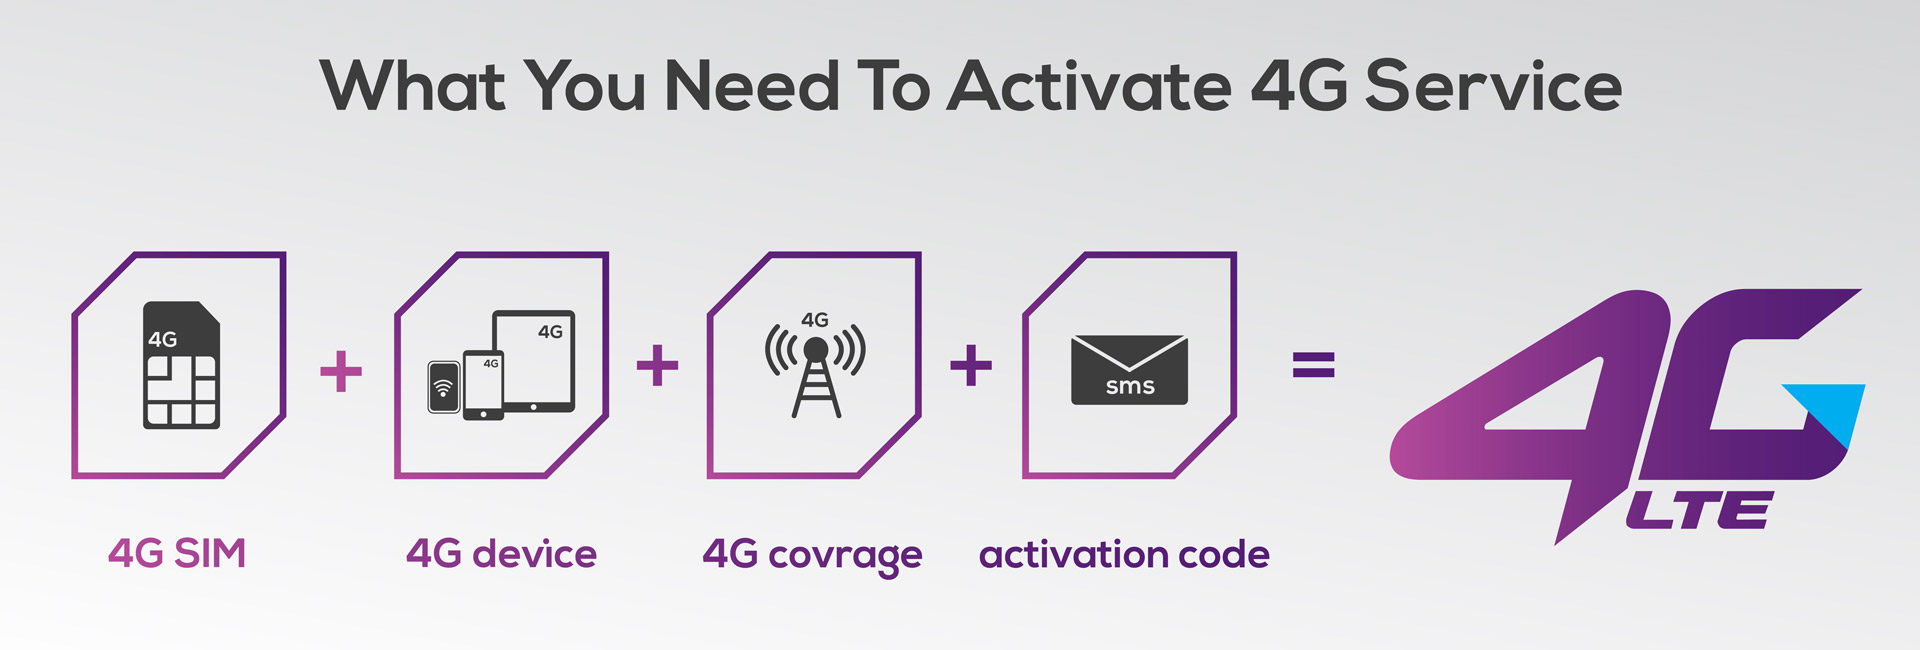 What You Need To Activate 4G Service
4G
4G
4G
4G
sms
4G
LTE
4G SIM
4G device
4G covrage
activation code